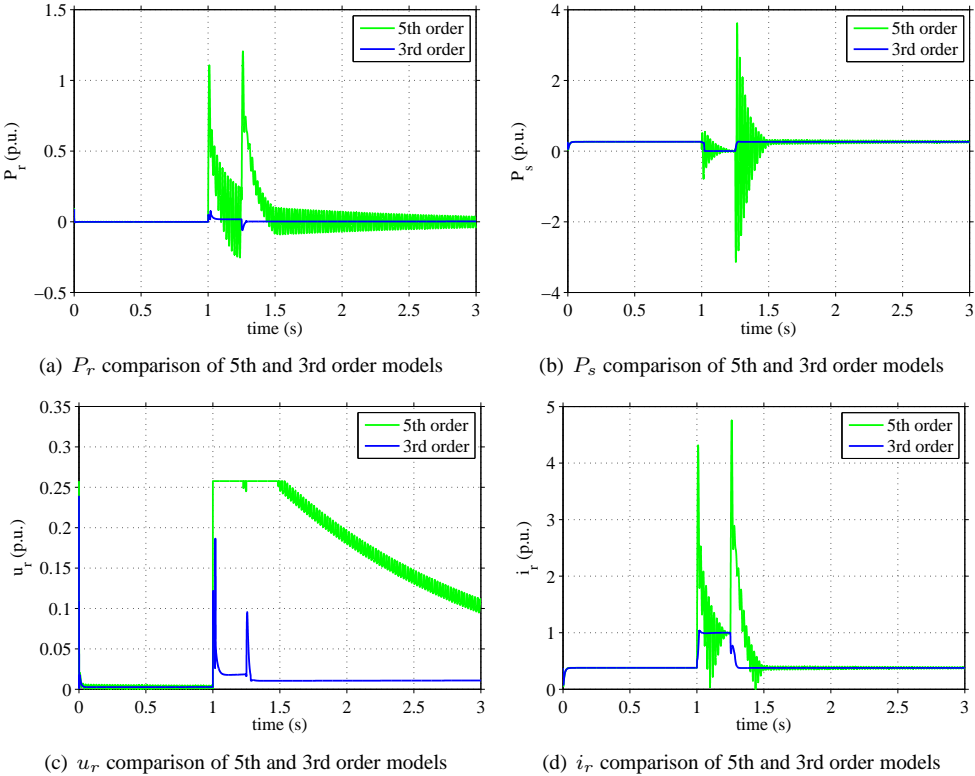 1.5
1
0.5
0
−0.5
P_r (p.u.)
0 0.5 1 1.5 2 2.5 3
time (s)
5th order
3rd order
(a) P_r comparison of 5th and 3rd order models
4
2
0
−2
−4
P_s (p.u.)
0 0.5 1 1.5 2 2.5 3
time (s)
5th order
3rd order
(b) P_s comparison of 5th and 3rd order models
0.35
0.3
0.25
0.2
0.15
0.1
0.05
0
u_r (p.u.)
0 0.5 1 1.5 2 2.5 3
time (s)
5th order
3rd order
(c) u_r comparison of 5th and 3rd order models
5
4
3
2
1
0
i_r (p.u.)
0 0.5 1 1.5 2 2.5 3
time (s)
5th order
3rd order
(d) i_r comparison of 5th and 3rd order models